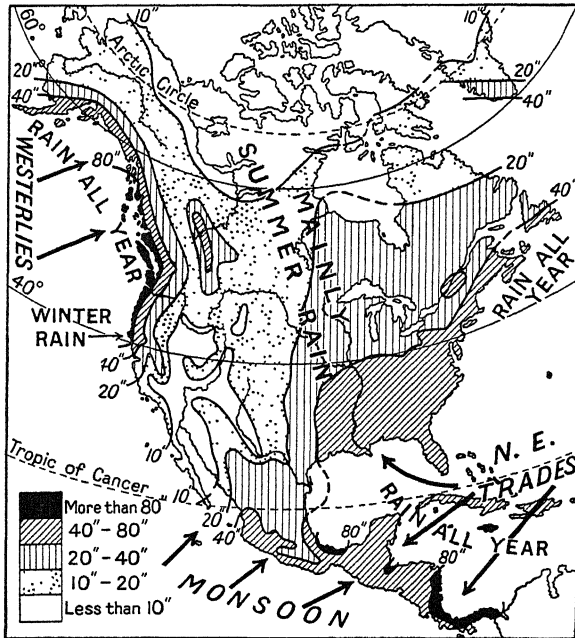 60° 10" 10"
Arctic Circle
20" 20"
40" 40"
RAIN ALL YEAR
80"
WESTERLIES
SUMMER
MAINLY RAIN
20"
40"
RAIN ALL YEAR
40°
WINTER RAIN
40"
20"
10"
Tropic of Cancer
10"
N. E. TRADES
20"
40"
80"
RAIN ALL YEAR
80"
MONSOON
More than 80"
40"-80"
20"-40"
10"-20"
Less than 10"